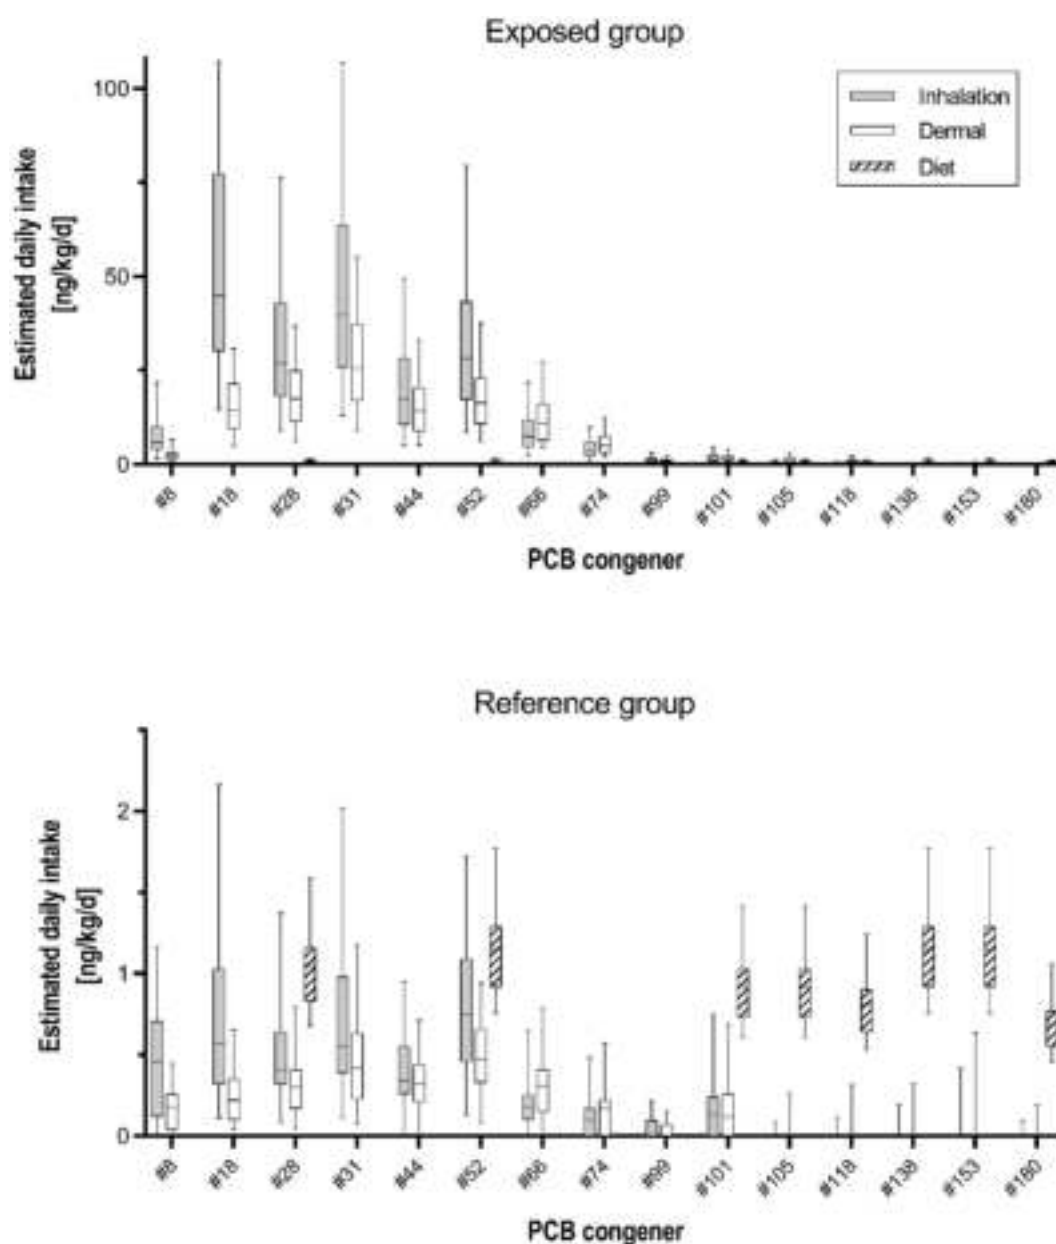 Exposed group
Estimated daily intake
[ng/kg/d]
100
50
0
Inhalation
Dermal
Diet
#8 #18 #28 #31 #44 #52 #66 #74 #99 #101 #105 #118 #138 #153 #180
PCB congener
Reference group
Estimated daily intake
[ng/kg/d]
2
1
0
#8 #18 #28 #31 #44 #52 #66 #74 #99 #101 #105 #118 #138 #153 #180
PCB congener